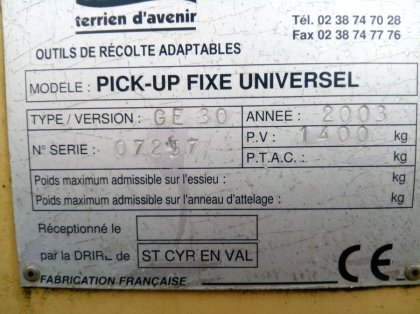 terrien d'avenir
Tél. 02 38 74 70 28
Fax 02 38 74 77 76
OUTILS DE RÉCOLTE ADAPTABLES
MODELE : PICK-UP FIXE UNIVERSEL
TYPE / VERSION : GE 30 ANNEE : 2003
N° SERIE : P.V : 1400 kg
P.T.A.C. : kg
Poids maximum admissible sur l'essieu : kg
Poids maximum admissible sur l'anneau d'attelage : kg
Réceptionné le
par la DRIRE de ST CYR EN VAL
FABRICATION FRANÇAISE CE